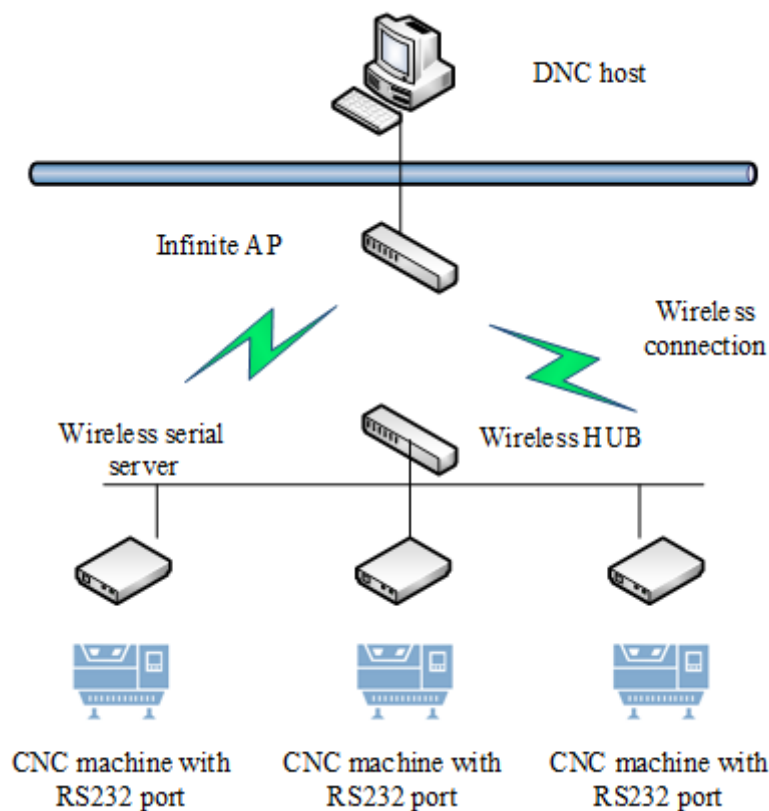 DNC host
Infinite AP
Wireless
connection
Wireless serial
server
Wireless HUB
CNC machine with
RS232 port
CNC machine with
RS232 port
CNC machine with
RS232 port